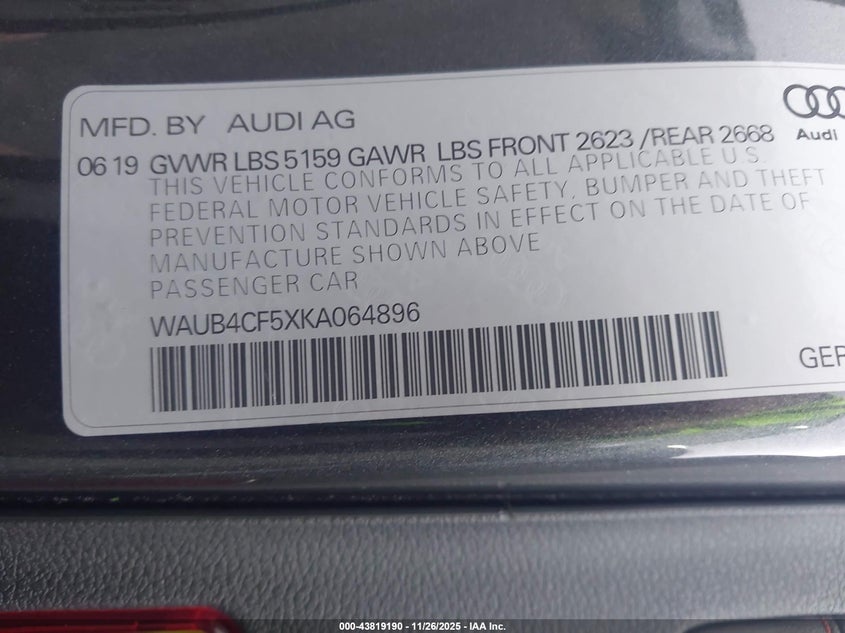 MFD. BY AUDI AG
Audi
06 19 GVWR LBS 5159 GAWR LBS FRONT 2623 /REAR 2668
THIS VEHICLE CONFORMS TO ALL APPLICABLE U.S.
FEDERAL MOTOR VEHICLE SAFETY, BUMPER AND THEFT
PREVENTION STANDARDS IN EFFECT ON THE DATE OF
MANUFACTURE SHOWN ABOVE
PASSENGER CAR
WAUB4CF5XKA064896
GER
000-43819190 - 11/26/2025 - IAA Inc.